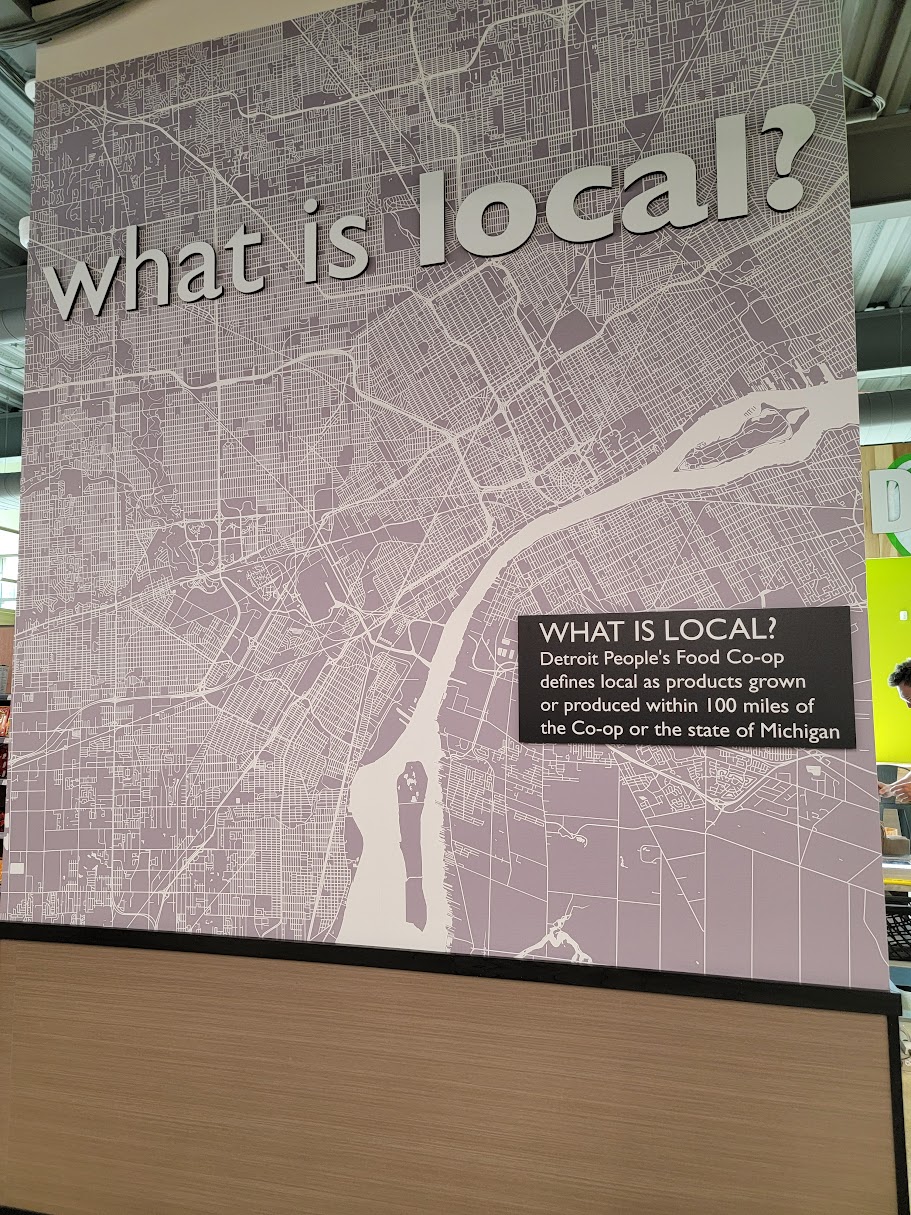 what is local?
WHAT IS LOCAL?
Detroit People's Food Co-op
defines local as products grown
or produced within 100 miles of
the Co-op or the state of Michigan
D